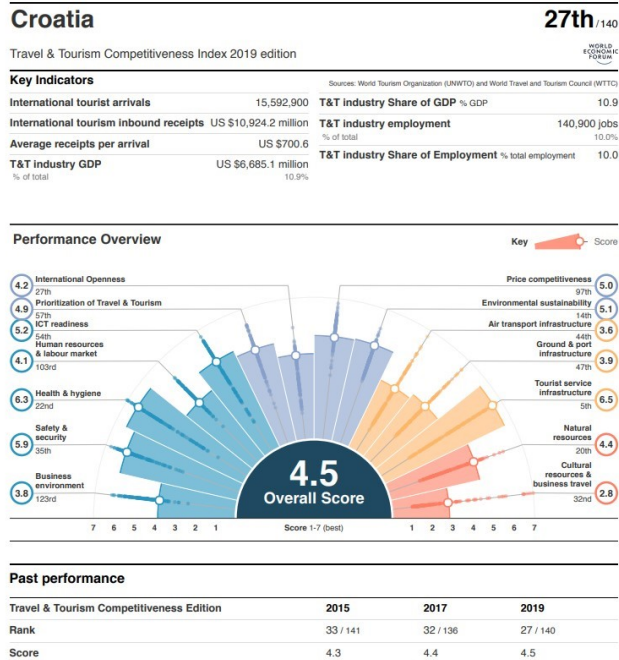 Croatia
27th /140
Travel & Tourism Competitiveness Index 2019 edition
WORLD
ECONOMIC
FORUM
Key Indicators
Sources: World Tourism Organization (UNWTO) and World Travel and Tourism Council (WTTC)
International tourist arrivals 15,592,900
International tourism inbound receipts US $10,924.2 million
Average receipts per arrival US $700.6
T&T industry GDP US $6,685.1 million
% of total 10.9%
T&T industry Share of GDP % GDP 10.9
T&T industry employment 140,900 jobs
% of total 10.0%
T&T industry Share of Employment % total employment 10.0
Performance Overview
Key Score
4.2 International Openness
27th
4.9 Prioritization of Travel & Tourism
57th
5.2 ICT readiness
54th
4.1 Human resources
& labour market
103rd
6.3 Health & hygiene
22nd
5.9 Safety &
security
35th
3.8 Business
environment
123rd
Price competitiveness 5.0
97th
Environmental sustainability 5.1
14th
Air transport infrastructure 3.6
44th
Ground & port
infrastructure 3.9
47th
Tourist service
infrastructure 6.5
5th
Natural
resources 4.4
20th
Cultural
resources &
business travel 2.8
32nd
4.5
Overall Score
7 6 5 4 3 2 1 Score 1-7 (best) 1 2 3 4 5 6 7
Past performance
Travel & Tourism Competitiveness Edition 2015 2017 2019
Rank 33 / 141 32 / 136 27 / 140
Score 4.3 4.4 4.5